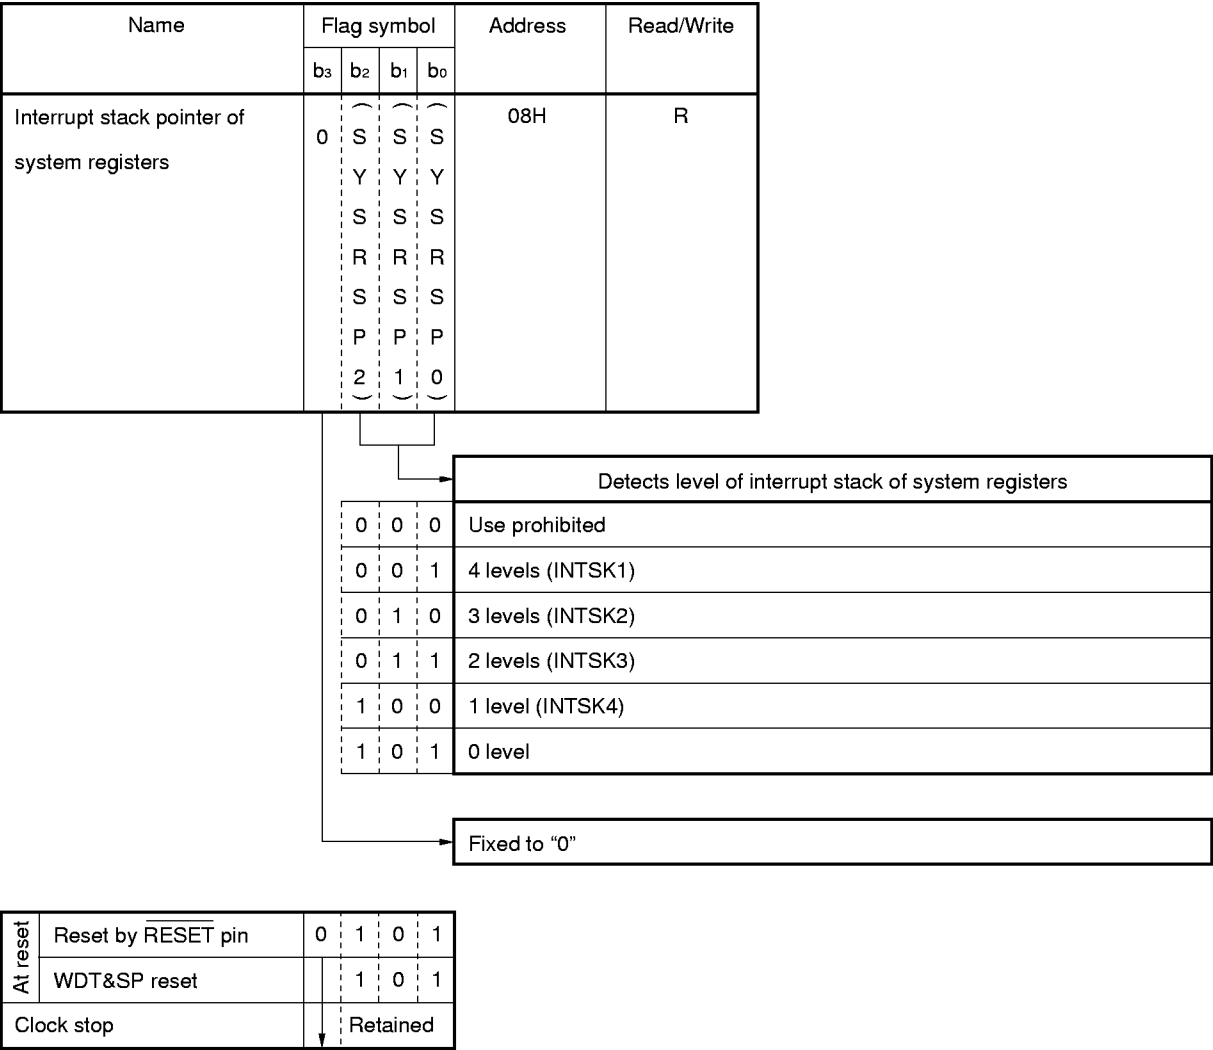 Name Flag symbol Address Read/Write
b3 b2 b1 b0
Interrupt stack pointer of system registers 08H R
0
(SYSRSP2)
(SYSRSP1)
(SYSRSP0)
Detects level of interrupt stack of system registers
0 0 0 Use prohibited
0 0 1 4 levels (INTSK1)
0 1 0 3 levels (INTSK2)
0 1 1 2 levels (INTSK3)
1 0 0 1 level (INTSK4)
1 0 1 0 level
Fixed to “0”
At reset
Reset by RESET pin 0 1 0 1
WDT&SP reset 1 0 1
Clock stop Retained